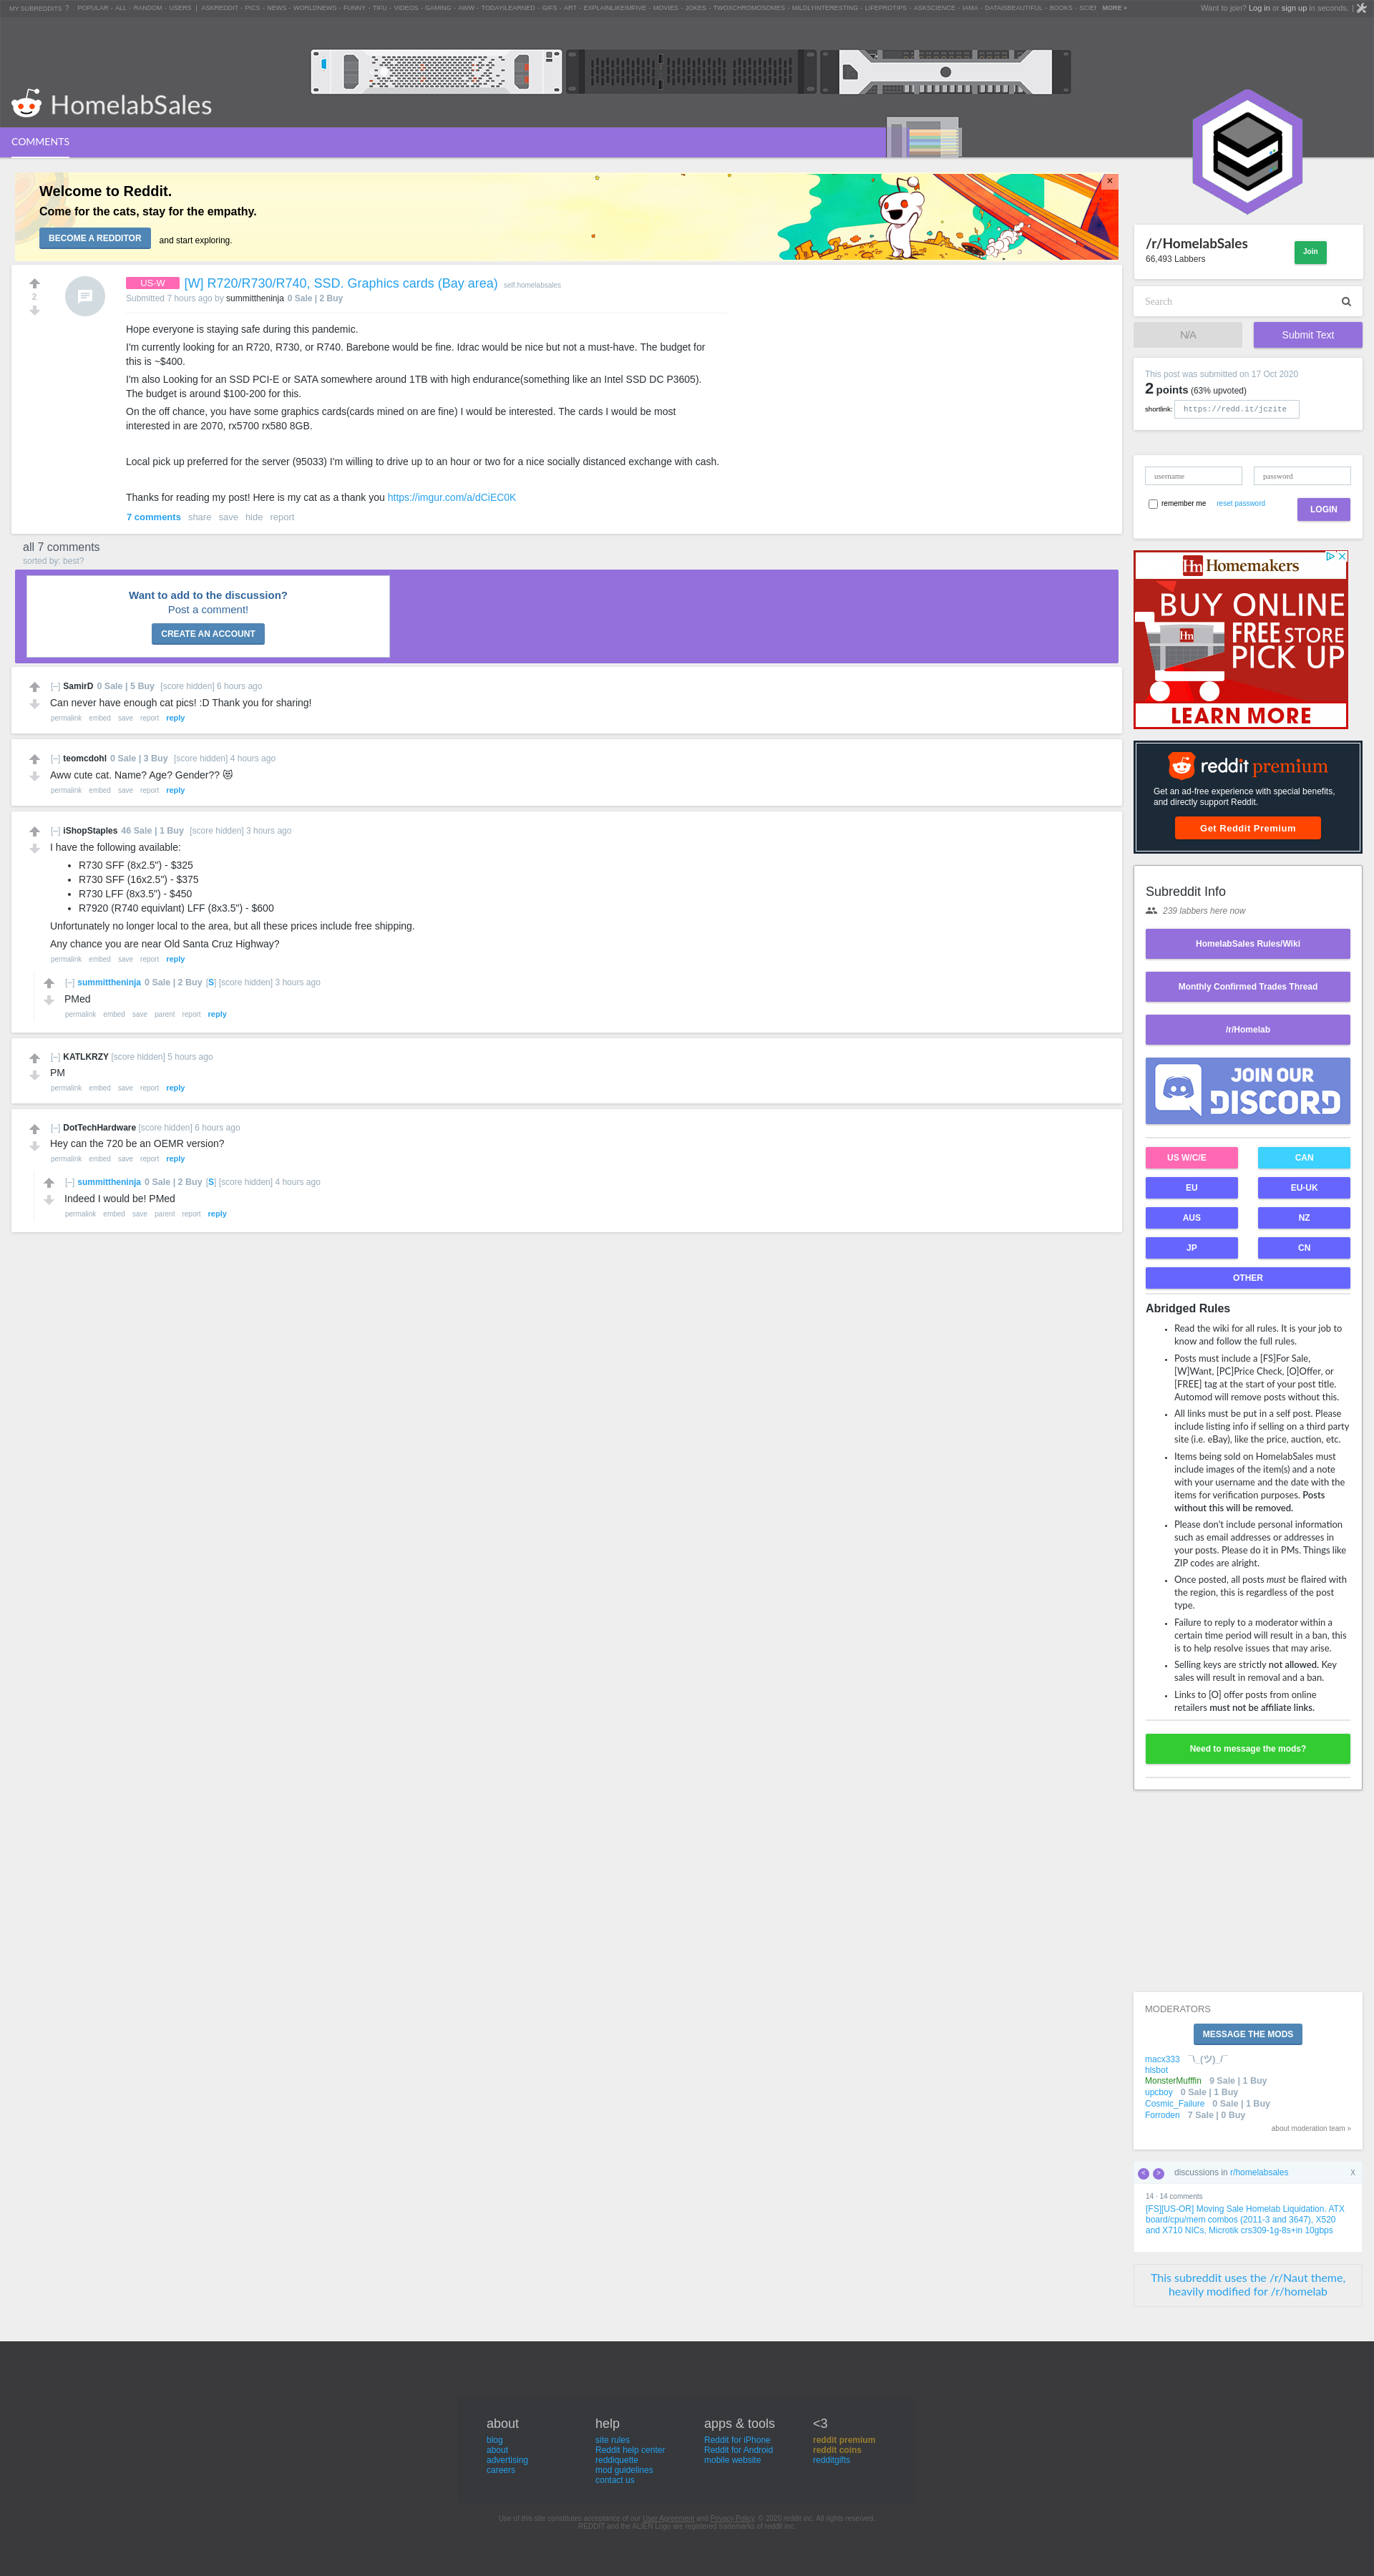 MY SUBREDDITS ? POPULAR - ALL - RANDOM - USERS | ASKREDDIT - PICS - NEWS - WORLDNEWS - FUNNY - TIFU - VIDEOS - GAMING - AWW - TODAYILEARNED - GIFS - ART - EXPLAINLIKEIMFIVE - MOVIES - JOKES - TWOXCHROMOSOMES - MILDLYINTERESTING - LIFEPROTIPS - ASKSCIENCE - IAMA - DATAISBEAUTIFUL - BOOKS - SCIE MORE »
Want to join? Log in or sign up in seconds. |
HomelabSales
COMMENTS
Welcome to Reddit.
Come for the cats, stay for the empathy.
BECOME A REDDITOR and start exploring.
×
2
US-W [W] R720/R730/R740, SSD. Graphics cards (Bay area) self.homelabsales
Submitted 7 hours ago by summittheninja 0 Sale | 2 Buy
Hope everyone is staying safe during this pandemic.
I'm currently looking for an R720, R730, or R740. Barebone would be fine. Idrac would be nice but not a must-have. The budget for
this is ~$400.
I'm also Looking for an SSD PCI-E or SATA somewhere around 1TB with high endurance(something like an Intel SSD DC P3605).
The budget is around $100-200 for this.
On the off chance, you have some graphics cards(cards mined on are fine) I would be interested. The cards I would be most
interested in are 2070, rx5700 rx580 8GB.
Local pick up preferred for the server (95033) I'm willing to drive up to an hour or two for a nice socially distanced exchange with cash.
Thanks for reading my post! Here is my cat as a thank you https://imgur.com/a/dCiEC0K
7 comments share save hide report
all 7 comments
sorted by: best?
Want to add to the discussion?
Post a comment!
CREATE AN ACCOUNT
[–] SamirD 0 Sale | 5 Buy [score hidden] 6 hours ago
Can never have enough cat pics! :D Thank you for sharing!
permalink embed save report reply
[–] teomcdohl 0 Sale | 3 Buy [score hidden] 4 hours ago
Aww cute cat. Name? Age? Gender?? 😻
permalink embed save report reply
[–] iShopStaples 46 Sale | 1 Buy [score hidden] 3 hours ago
I have the following available:
• R730 SFF (8x2.5") - $325
• R730 SFF (16x2.5") - $375
• R730 LFF (8x3.5") - $450
• R7920 (R740 equivlant) LFF (8x3.5") - $600
Unfortunately no longer local to the area, but all these prices include free shipping.
Any chance you are near Old Santa Cruz Highway?
permalink embed save report reply
[–] summittheninja 0 Sale | 2 Buy [S] [score hidden] 3 hours ago
PMed
permalink embed save parent report reply
[–] KATLKRZY [score hidden] 5 hours ago
PM
permalink embed save report reply
[–] DotTechHardware [score hidden] 6 hours ago
Hey can the 720 be an OEMR version?
permalink embed save report reply
[–] summittheninja 0 Sale | 2 Buy [S] [score hidden] 4 hours ago
Indeed I would be! PMed
permalink embed save parent report reply
/r/HomelabSales
66,493 Labbers
Join
Search
N/A Submit Text
This post was submitted on 17 Oct 2020
2 points (63% upvoted)
shortlink: https://redd.it/jczite
username password
remember me reset password LOGIN
Hm Homemakers
BUY ONLINE
FREE STORE
PICK UP
Hm
LEARN MORE
reddit premium
Get an ad-free experience with special benefits,
and directly support Reddit.
Get Reddit Premium
Subreddit Info
239 labbers here now
HomelabSales Rules/Wiki
Monthly Confirmed Trades Thread
/r/Homelab
JOIN OUR
DISCORD
US W/C/E CAN
EU EU-UK
AUS NZ
JP CN
OTHER
Abridged Rules
• Read the wiki for all rules. It is your job to
know and follow the full rules.
• Posts must include a [FS]For Sale,
[W]Want, [PC]Price Check, [O]Offer, or
[FREE] tag at the start of your post title.
Automod will remove posts without this.
• All links must be put in a self post. Please
include listing info if selling on a third party
site (i.e. eBay), like the price, auction, etc.
• Items being sold on HomelabSales must
include images of the item(s) and a note
with your username and the date with the
items for verification purposes. Posts
without this will be removed.
• Please don't include personal information
such as email addresses or addresses in
your posts. Please do it in PMs. Things like
ZIP codes are alright.
• Once posted, all posts must be flaired with
the region, this is regardless of the post
type.
• Failure to reply to a moderator within a
certain time period will result in a ban, this
is to help resolve issues that may arise.
• Selling keys are strictly not allowed. Key
sales will result in removal and a ban.
• Links to [O] offer posts from online
retailers must not be affiliate links.
Need to message the mods?
MODERATORS
MESSAGE THE MODS
macx333 ¯\_(ツ)_/¯
hlsbot
MonsterMufffin 9 Sale | 1 Buy
upcboy 0 Sale | 1 Buy
Cosmic_Failure 0 Sale | 1 Buy
Forroden 7 Sale | 0 Buy
about moderation team »
< > discussions in r/homelabsales X
14 · 14 comments
[FS][US-OR] Moving Sale Homelab Liquidation. ATX
board/cpu/mem combos (2011-3 and 3647), X520
and X710 NICs, Microtik crs309-1g-8s+in 10gbps
This subreddit uses the /r/Naut theme,
heavily modified for /r/homelab
about
blog
about
advertising
careers
help
site rules
Reddit help center
reddiquette
mod guidelines
contact us
apps & tools
Reddit for iPhone
Reddit for Android
mobile website
<3
reddit premium
reddit coins
redditgifts
Use of this site constitutes acceptance of our User Agreement and Privacy Policy. © 2020 reddit inc. All rights reserved.
REDDIT and the ALIEN Logo are registered trademarks of reddit inc.